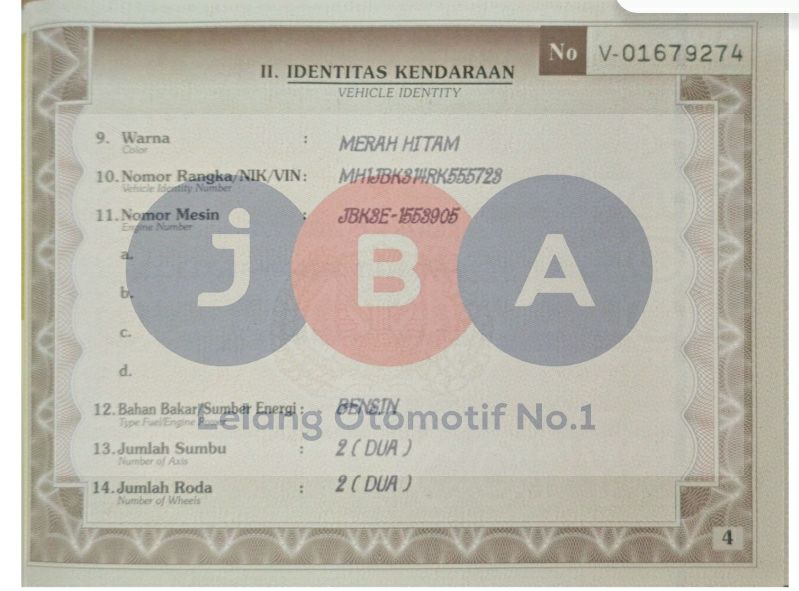 No V-01679274
II. IDENTITAS KENDARAAN
VEHICLE IDENTITY
9. Warna : MERAH HITAM
Color
10. Nomor Rangka/NIK/VIN : MH1JBK314RK555723
Vehicle Identity Number
11. Nomor Mesin : JBK3E-1553905
Engine Number
a.
b.
c.
d.
jBA
12. Bahan Bakar/Sumber Energi : BENSIN
Type Fuel/Engine
Lelang Otomotif No.1
13. Jumlah Sumbu : 2 ( DUA )
Number of Axis
14. Jumlah Roda : 2 ( DUA )
Number of Wheels
4